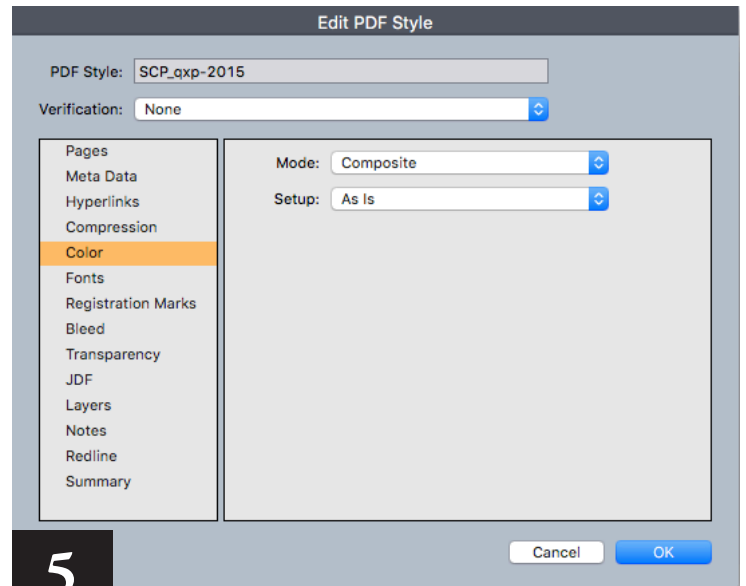 Edit PDF Style
PDF Style: SCP_qxp-2015
Verification: None
Pages
Meta Data
Hyperlinks
Compression
Color
Fonts
Registration Marks
Bleed
Transparency
JDF
Layers
Notes
Redline
Summary
Mode: Composite
Setup: As Is
Cancel OK
5